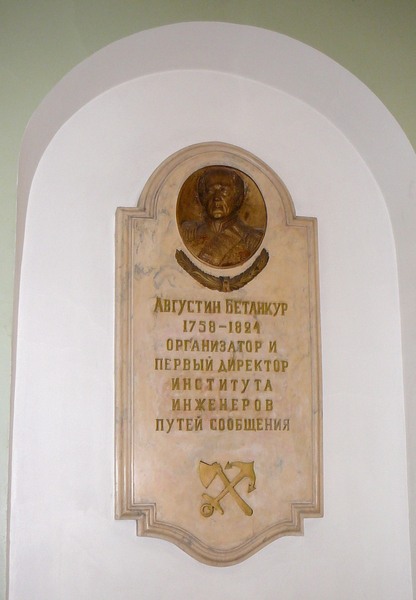 Августин Бетанкур
1758-1824
ОРГАНИЗАТОР И
ПЕРВЫЙ ДИРЕКТОР
ИНСТИТУТА
ИНЖЕНЕРОВ
ПУТЕЙ СООБЩЕНИЯ